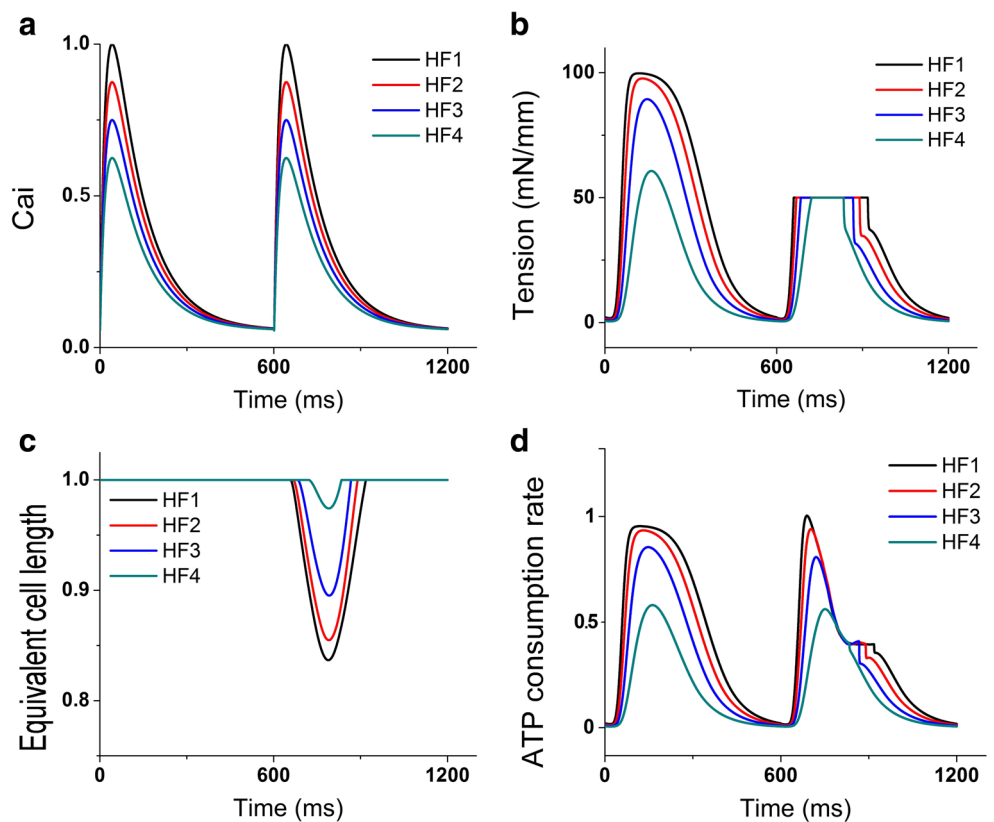 a
1.0
0.5
0.0
Cai
0
600
1200
Time (ms)
HF1
HF2
HF3
HF4
b
100
50
0
Tension (mN/mm)
0
600
1200
Time (ms)
HF1
HF2
HF3
HF4
c
1.0
0.9
0.8
Equivalent cell length
0
600
1200
Time (ms)
HF1
HF2
HF3
HF4
d
1
0.5
0
ATP consumption rate
0
600
1200
Time (ms)
HF1
HF2
HF3
HF4